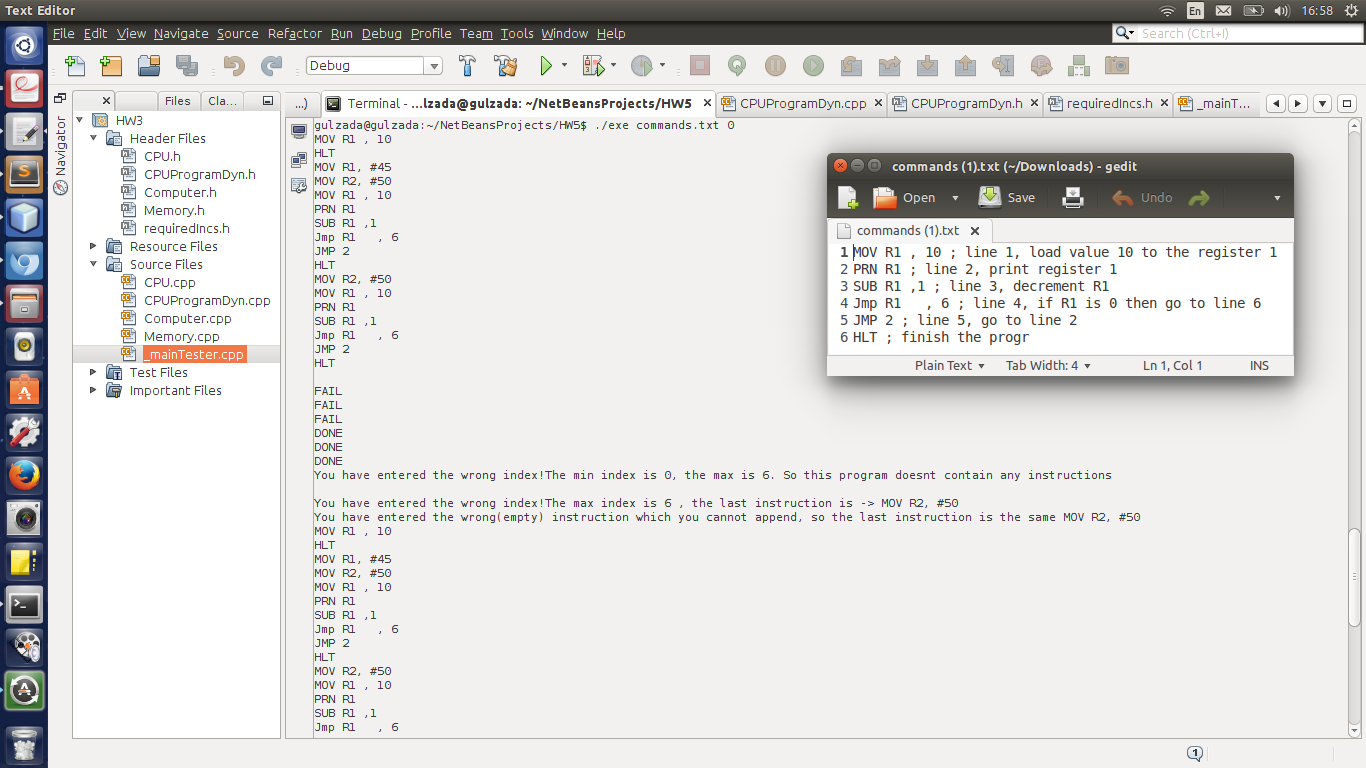 Text Editor
En
16:58
File Edit View Navigate Source Refactor Run Debug Profile Team Tools Window Help
Search (Ctrl+I)
Debug
Files Cla...
Navigator
HW3
Header Files
CPU.h
CPUProgramDyn.h
Computer.h
Memory.h
requiredIncs.h
Resource Files
Source Files
CPU.cpp
CPUProgramDyn.cpp
Computer.cpp
Memory.cpp
_mainTester.cpp
Test Files
Important Files
...)
Terminal - ...lzada@gulzada: ~/NetBeansProjects/HW5
CPUProgramDyn.cpp
CPUProgramDyn.h
requiredIncs.h
_mainT...
gulzada@gulzada:~/NetBeansProjects/HW5$ ./exe commands.txt 0
MOV R1 , 10
HLT
MOV R1, #45
MOV R2, #50
MOV R1 , 10
PRN R1
SUB R1 ,1
Jmp R1   , 6
JMP 2
HLT
MOV R2, #50
MOV R1 , 10
PRN R1
SUB R1 ,1
Jmp R1   , 6
JMP 2
HLT
FAIL
FAIL
FAIL
DONE
DONE
DONE
You have entered the wrong index!The min index is 0, the max is 6. So this program doesnt contain any instructions
You have entered the wrong index!The max index is 6 , the last instruction is -> MOV R2, #50
You have entered the wrong(empty) instruction which you cannot append, so the last instruction is the same MOV R2, #50
MOV R1 , 10
HLT
MOV R1, #45
MOV R2, #50
MOV R1 , 10
PRN R1
SUB R1 ,1
Jmp R1   , 6
JMP 2
HLT
MOV R2, #50
MOV R1 , 10
PRN R1
SUB R1 ,1
Jmp R1   , 6
commands (1).txt (~/Downloads) - gedit
Open Save Undo
commands (1).txt
1 MOV R1 , 10 ; line 1, load value 10 to the register 1
2 PRN R1 ; line 2, print register 1
3 SUB R1 ,1 ; line 3, decrement R1
4 Jmp R1   , 6 ; line 4, if R1 is 0 then go to line 6
5 JMP 2 ; line 5, go to line 2
6 HLT ; finish the progr
Plain Text Tab Width: 4 Ln 1, Col 1 INS
1